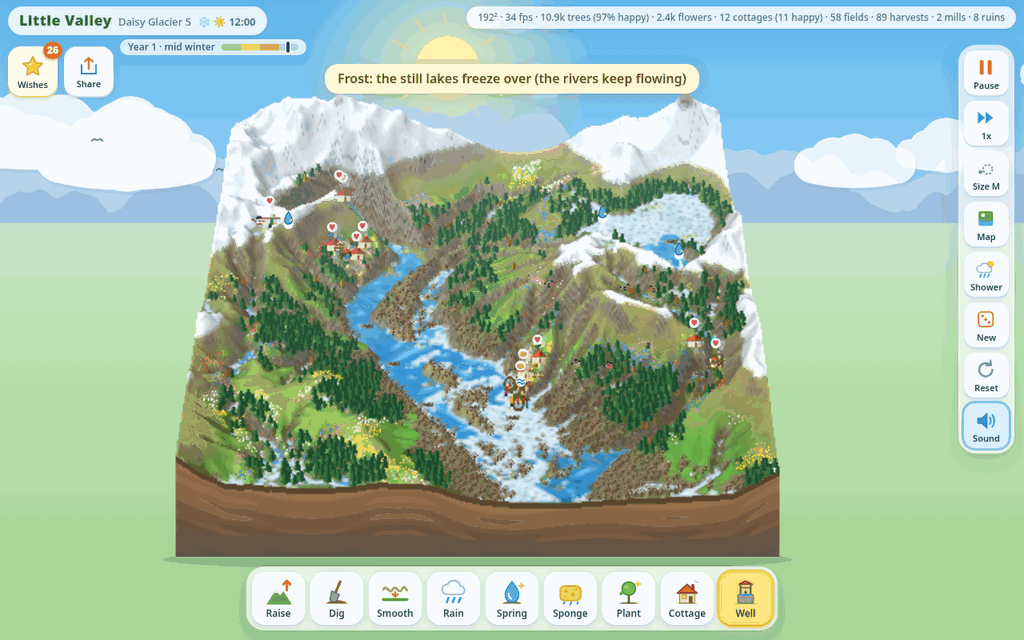 Little Valley Daisy Glacier 5 12:00
192² · 34 fps · 10.9k trees (97% happy) · 2.4k flowers · 12 cottages (11 happy) · 58 fields · 89 harvests · 2 mills · 8 ruins
Year 1 · mid winter
26
Wishes
Share
Frost: the still lakes freeze over (the rivers keep flowing)
Pause
1x
Size M
Map
Shower
New
Reset
Sound
Raise
Dig
Smooth
Rain
Spring
Sponge
Plant
Cottage
Well